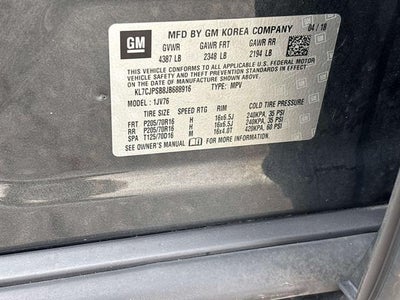 GM
MFD BY GM KOREA COMPANY 04 / 18
GVWR GAWR FRT GAWR RR
4387 LB 2348 LB 2194 LB
THIS VEHICLE CONFORMS TO ALL APPLICABLE U.S. FEDERAL MOTOR
VEHICLE SAFETY, BUMPER, AND THEFT PREVENTION STANDARDS IN EFFECT
ON THE DATE OF MANUFACTURE SHOWN ABOVE.
KL7CJPSB8JB688916 TYPE: MPV
MODEL: 1JV76
TIRE SIZE SPEED RTG RIM COLD TIRE PRESSURE
FRT P205/70R16 H 16x6.5J 240KPA, 35 PSI
RR P205/70R16 H 16x6.5J 240KPA, 35 PSI
SPA T125/70D16 M 16x4.0T 420KPA, 60 PSI
SEE OWNER'S MANUAL